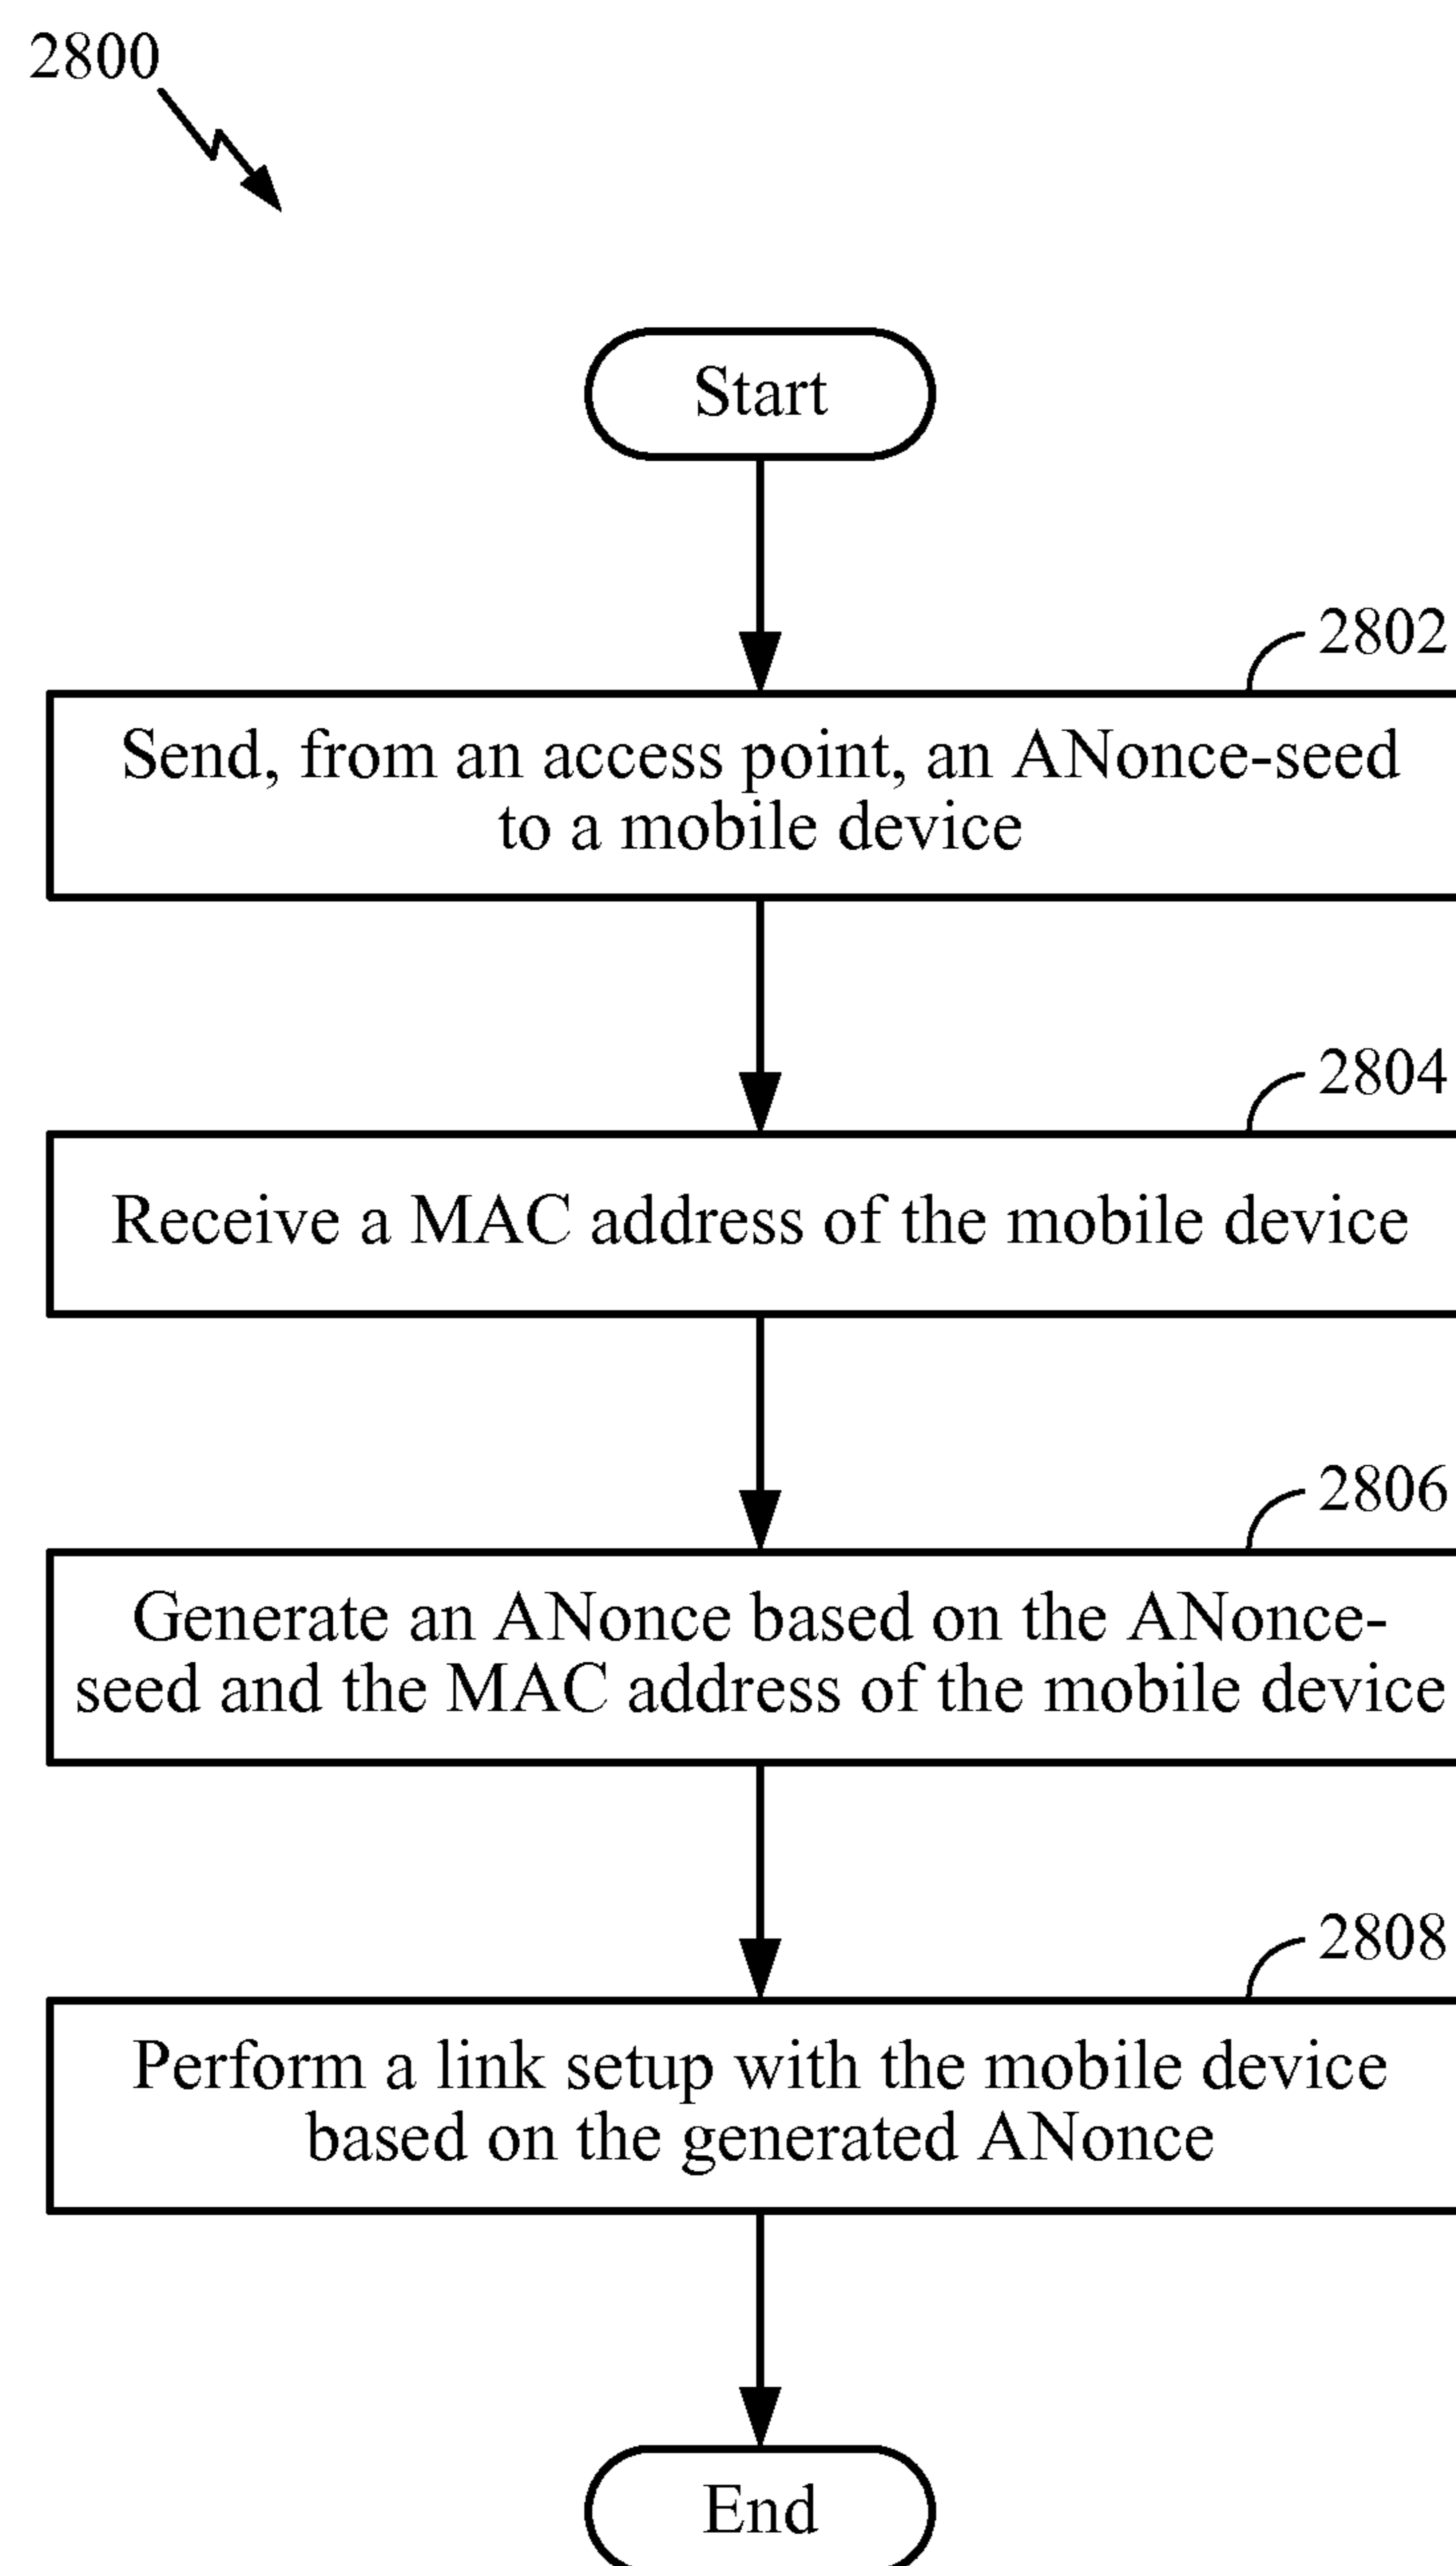 2800
Start
2802
Send, from an access point, an ANonce-seed
to a mobile device
2804
Receive a MAC address of the mobile device
2806
Generate an ANonce based on the ANonce-
seed and the MAC address of the mobile device
2808
Perform a link setup with the mobile device
based on the generated ANonce
End